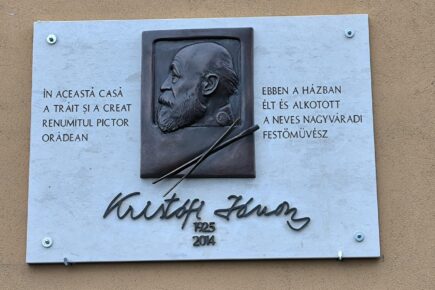 ÎN ACEASTĂ CASĂ
A TRĂIT ȘI A CREAT
RENUMITUL PICTOR
ORĂDEAN
EBBEN A HÁZBAN
ÉLT ÉS ALKOTOTT
A NEVES NAGYVÁRADI
FESTŐMŰVÉSZ
Kristófi János
1925
2014